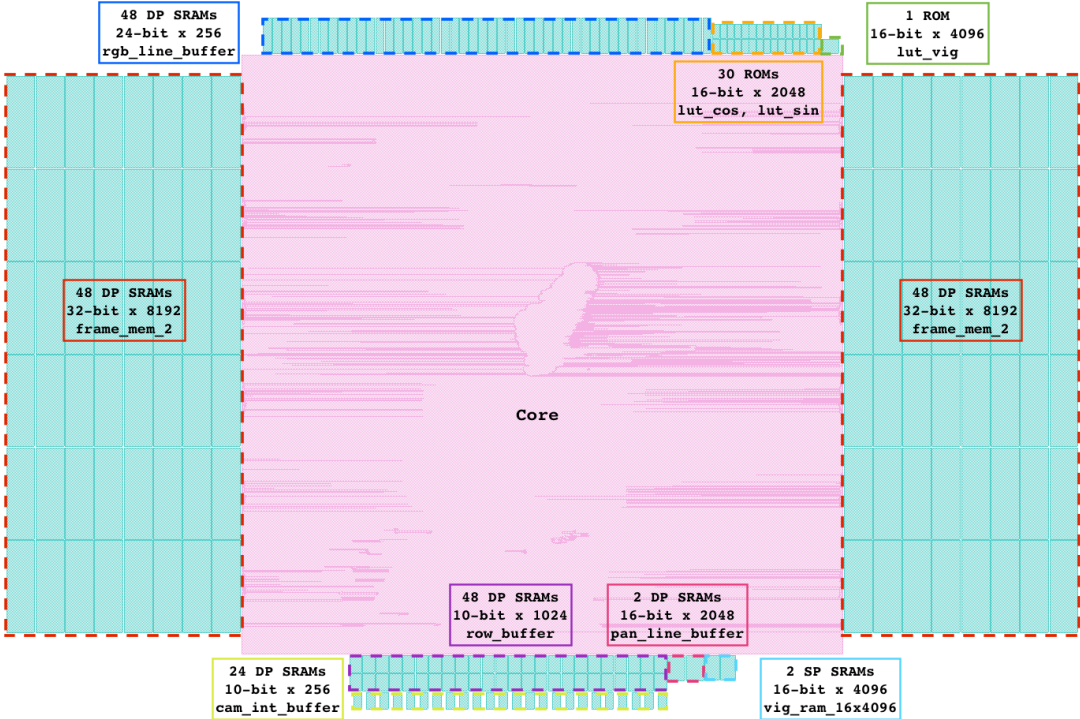 48 DP SRAMs
24-bit x 256
rgb_line_buffer
1 ROM
16-bit x 4096
lut_vig
30 ROMs
16-bit x 2048
lut_cos, lut_sin
48 DP SRAMs
32-bit x 8192
frame_mem_2
48 DP SRAMs
32-bit x 8192
frame_mem_2
Core
48 DP SRAMs
10-bit x 1024
row_buffer
2 DP SRAMs
16-bit x 2048
pan_line_buffer
24 DP SRAMs
10-bit x 256
cam_int_buffer
2 SP SRAMs
16-bit x 4096
vig_ram_16x4096